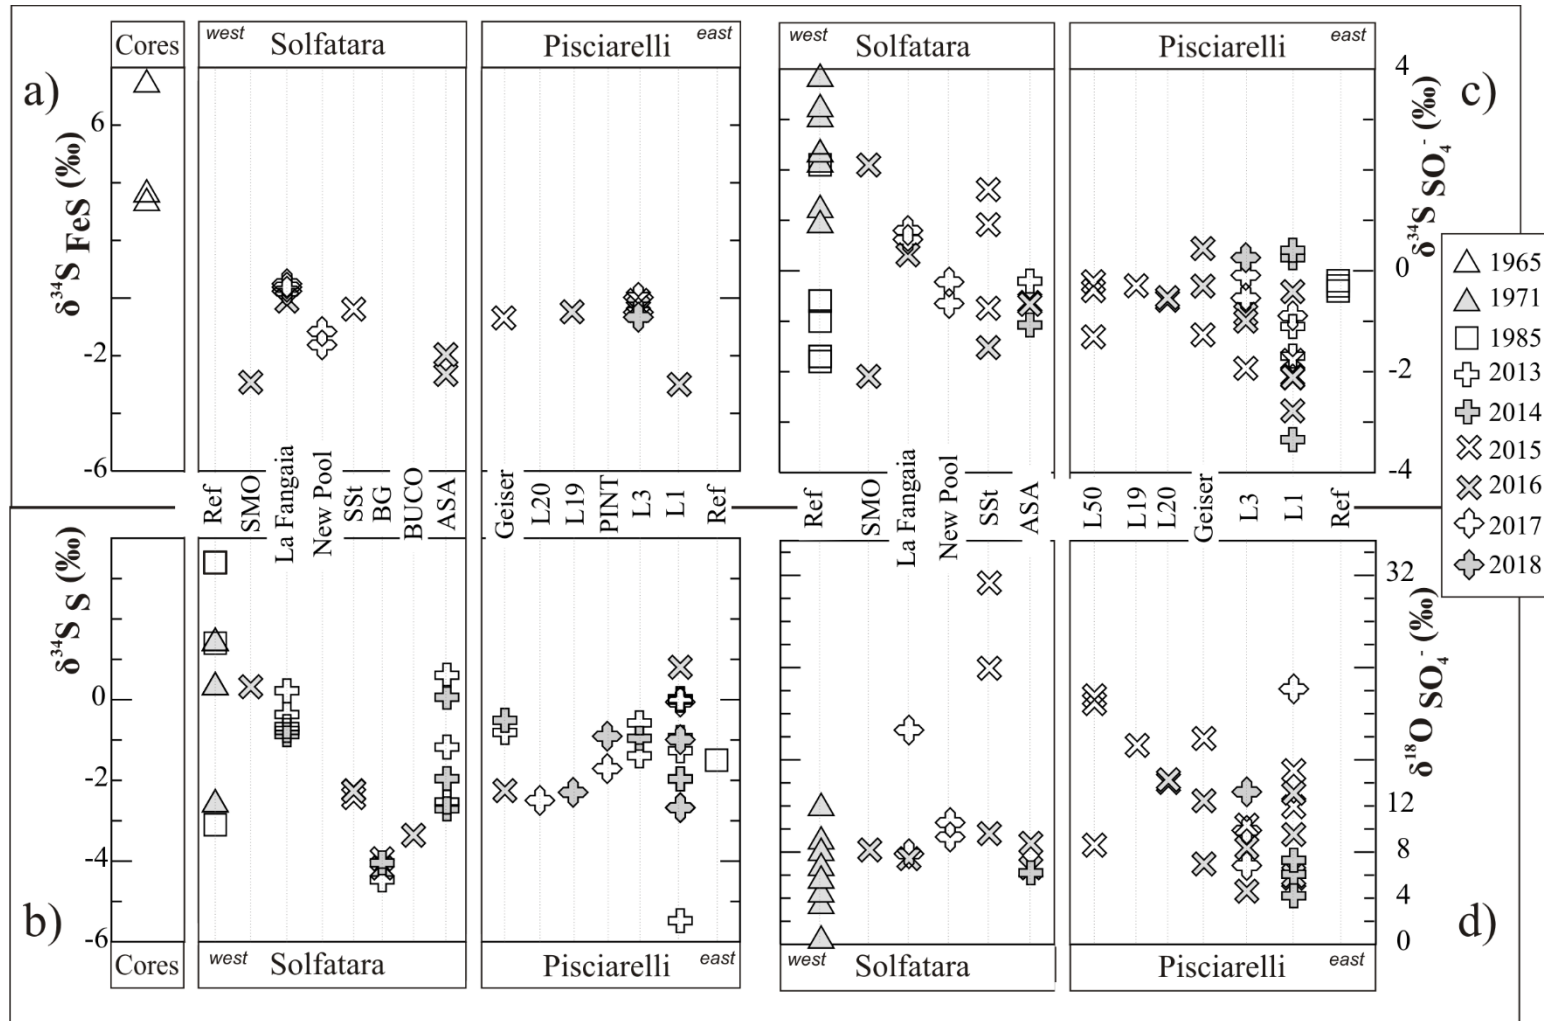 Cores
west
Solfatara
Pisciarelli
east
west
Solfatara
Pisciarelli
east
a)
6
-2
-6
δ³⁴S FeS (‰)
c)
4
0
-2
-4
δ³⁴S SO₄⁻ (‰)
1965
1971
1985
2013
2014
2015
2016
2017
2018
Ref
SMO
La Fangaia
New Pool
SSt
BG
BUCO
ASA
Geiser
L20
L19
PINT
L3
L1
Ref
Ref
SMO
La Fangaia
New Pool
SSt
ASA
L50
L19
L20
Geiser
L3
L1
Ref
δ³⁴S S (‰)
0
-2
-4
-6
b)
32
12
8
4
0
δ¹⁸O SO₄⁻ (‰)
d)
Cores
west
Solfatara
Pisciarelli
east
west
Solfatara
Pisciarelli
east